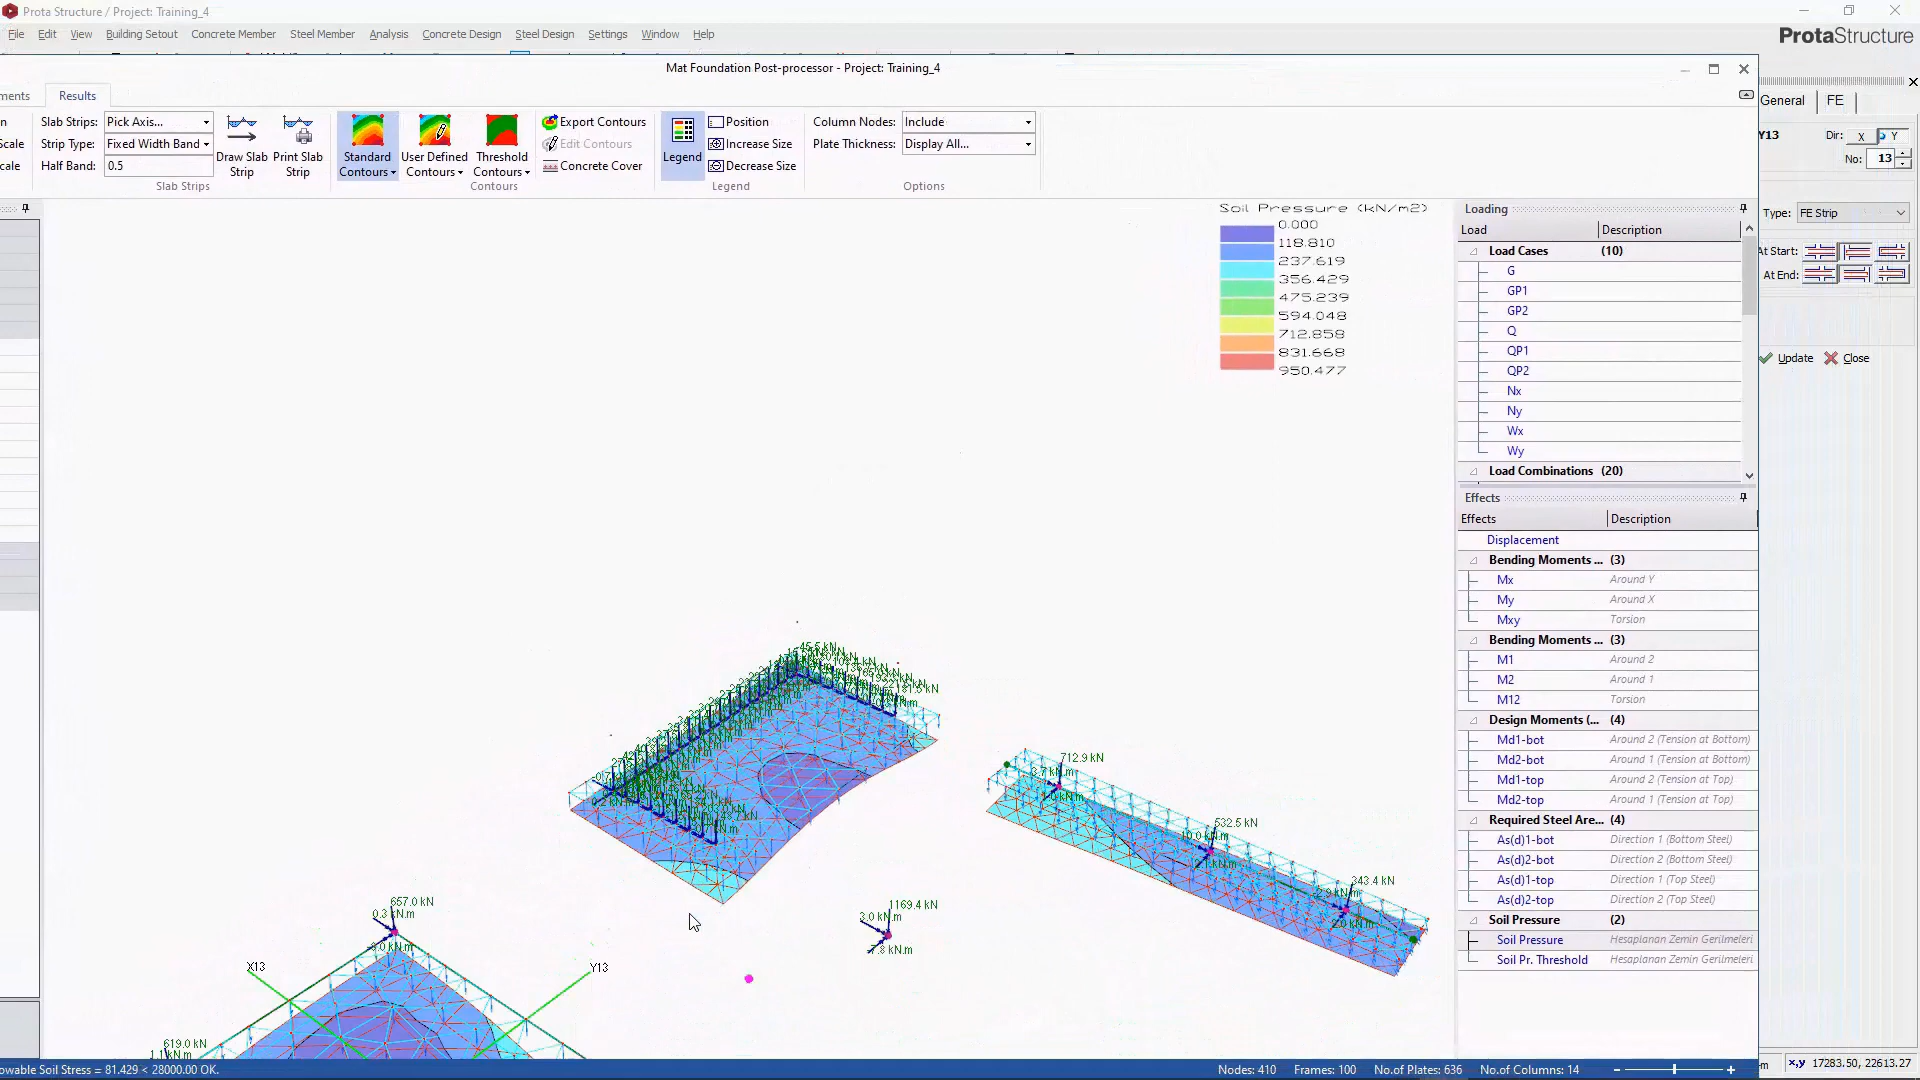 Prota Structure / Project: Training_4
File Edit View Building Setout Concrete Member Steel Member Analysis Concrete Design Steel Design Settings Window Help
ProtaStructure
Mat Foundation Post-processor - Project: Training_4
ments Results
General FE
n Slab Strips: Pick Axis...
cale Strip Type: Fixed Width Band
cale Half Band: 0.5
Draw Slab Strip
Print Slab Strip
Slab Strips
Standard Contours
User Defined Contours
Threshold Contours
Export Contours
Edit Contours
Concrete Cover
Contours
Legend
Position
Increase Size
Decrease Size
Legend
Column Nodes: Include
Plate Thickness: Display All...
Options
Y13 Dir: X Y
No: 13
Type: FE Strip
At Start:
At End:
Update Close
Soil Pressure (kN/m2)
0.000
118.810
237.619
356.429
475.239
594.048
712.858
831.668
950.477
Loading
Load Description
Load Cases (10)
G
GP1
GP2
Q
QP1
QP2
Nx
Ny
Wx
Wy
Load Combinations (20)
Effects
Effects Description
Displacement
Bending Moments ... (3)
Mx Around Y
My Around X
Mxy Torsion
Bending Moments ... (3)
M1 Around 2
M2 Around 1
M12 Torsion
Design Moments (... (4)
Md1-bot Around 2 (Tension at Bottom)
Md2-bot Around 1 (Tension at Bottom)
Md1-top Around 2 (Tension at Top)
Md2-top Around 1 (Tension at Top)
Required Steel Are... (4)
As(d)1-bot Direction 1 (Bottom Steel)
As(d)2-bot Direction 2 (Bottom Steel)
As(d)1-top Direction 1 (Top Steel)
As(d)2-top Direction 2 (Top Steel)
Soil Pressure (2)
Soil Pressure Hesaplanan Zemin Gerilmeleri
Soil Pr. Threshold Hesaplanan Zemin Gerilmeleri
712.9 kN
532.5 kN
343.4 kN
657.0 kN
0.3 kN.m
1169.4 kN
3.0 kN.m
7.8 kN.m
X13
Y13
619.0 kN
owable Soil Stress = 81.429 < 28000.00 OK.
Nodes: 410 Frames: 100 No.of Plates: 636 No.of Columns: 14
x,y 17283.50, 22613.27